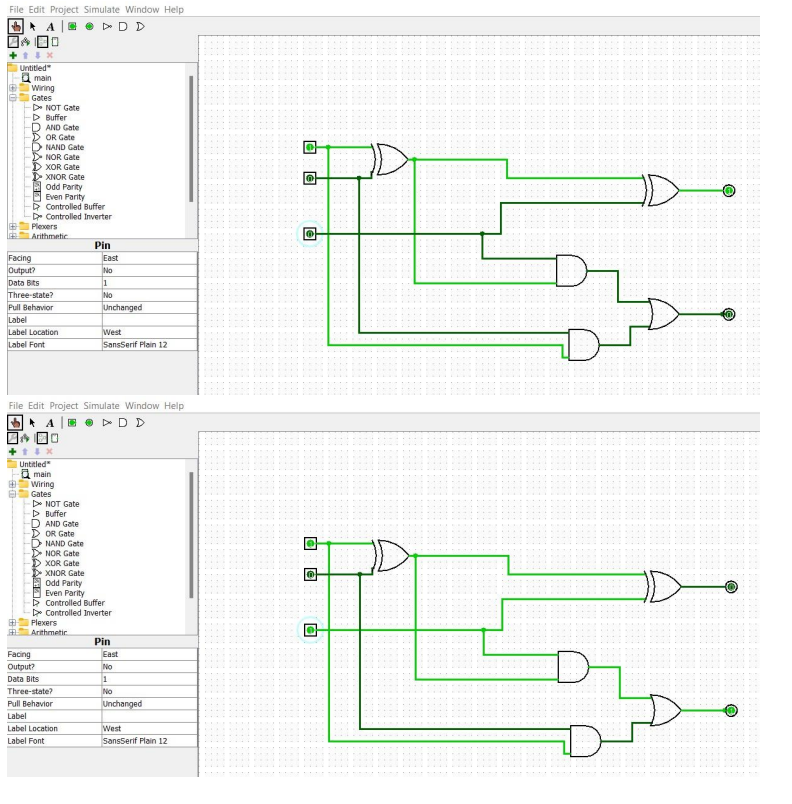 File Edit Project Simulate Window Help
A
Untitled*
main
Wiring
Gates
NOT Gate
Buffer
AND Gate
OR Gate
NAND Gate
NOR Gate
XOR Gate
XNOR Gate
Odd Parity
Even Parity
Controlled Buffer
Controlled Inverter
Plexers
Arithmetic
Pin
Facing East
Output? No
Data Bits 1
Three-state? No
Pull Behavior Unchanged
Label
Label Location West
Label Font SansSerif Plain 12
File Edit Project Simulate Window Help
A
Untitled*
main
Wiring
Gates
NOT Gate
Buffer
AND Gate
OR Gate
NAND Gate
NOR Gate
XOR Gate
XNOR Gate
Odd Parity
Even Parity
Controlled Buffer
Controlled Inverter
Plexers
Arithmetic
Pin
Facing East
Output? No
Data Bits 1
Three-state? No
Pull Behavior Unchanged
Label
Label Location West
Label Font SansSerif Plain 12